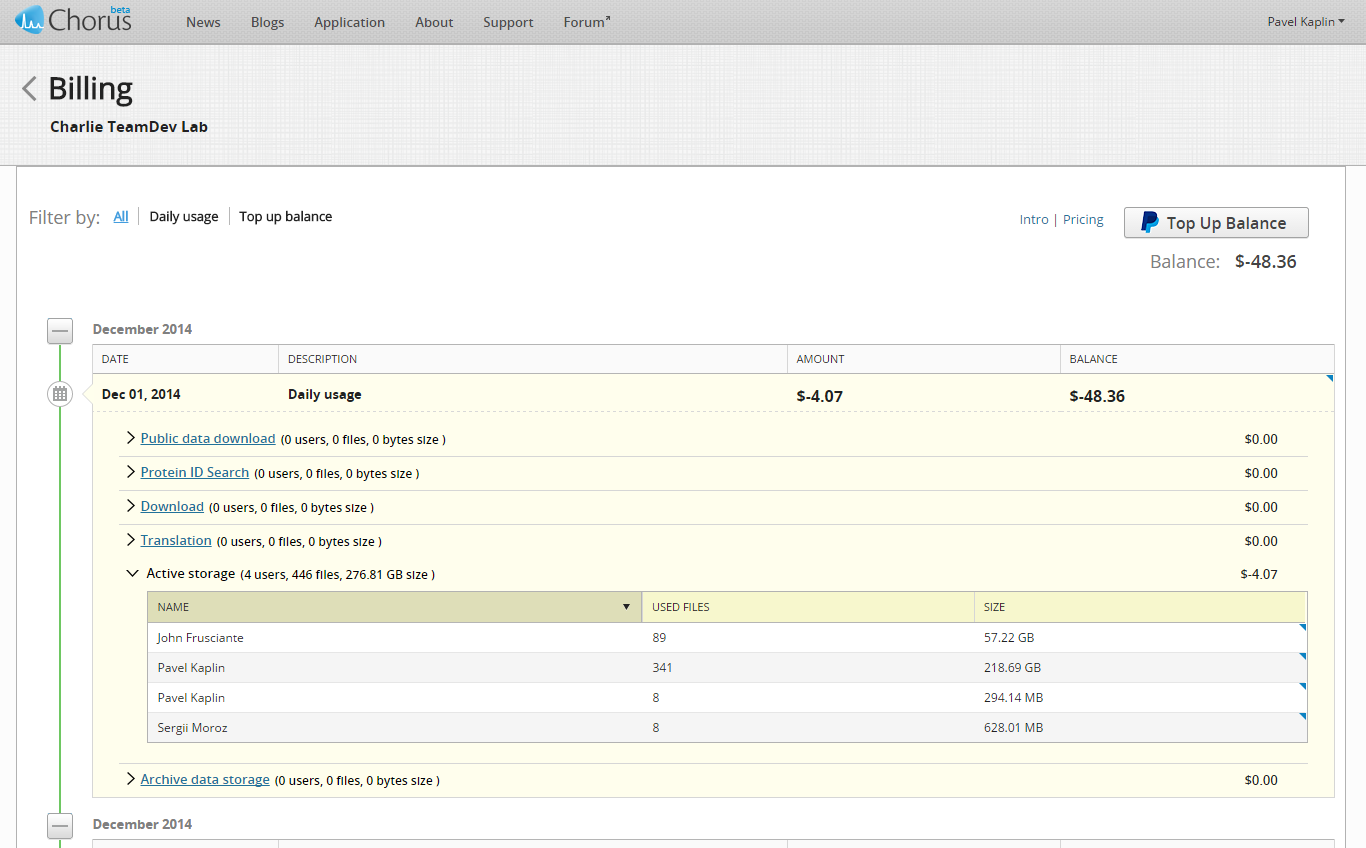 Chorus beta News Blogs Application About Support Forum Pavel Kaplin
Billing
Charlie TeamDev Lab
Filter by: All Daily usage Top up balance Intro | Pricing Top Up Balance
Balance: $-48.36
December 2014
DATE DESCRIPTION AMOUNT BALANCE
Dec 01, 2014 Daily usage $-4.07 $-48.36
Public data download (0 users, 0 files, 0 bytes size ) $0.00
Protein ID Search (0 users, 0 files, 0 bytes size ) $0.00
Download (0 users, 0 files, 0 bytes size ) $0.00
Translation (0 users, 0 files, 0 bytes size ) $0.00
Active storage (4 users, 446 files, 276.81 GB size ) $-4.07
NAME USED FILES SIZE
John Frusciante 89 57.22 GB
Pavel Kaplin 341 218.69 GB
Pavel Kaplin 8 294.14 MB
Sergii Moroz 8 628.01 MB
Archive data storage (0 users, 0 files, 0 bytes size ) $0.00
December 2014